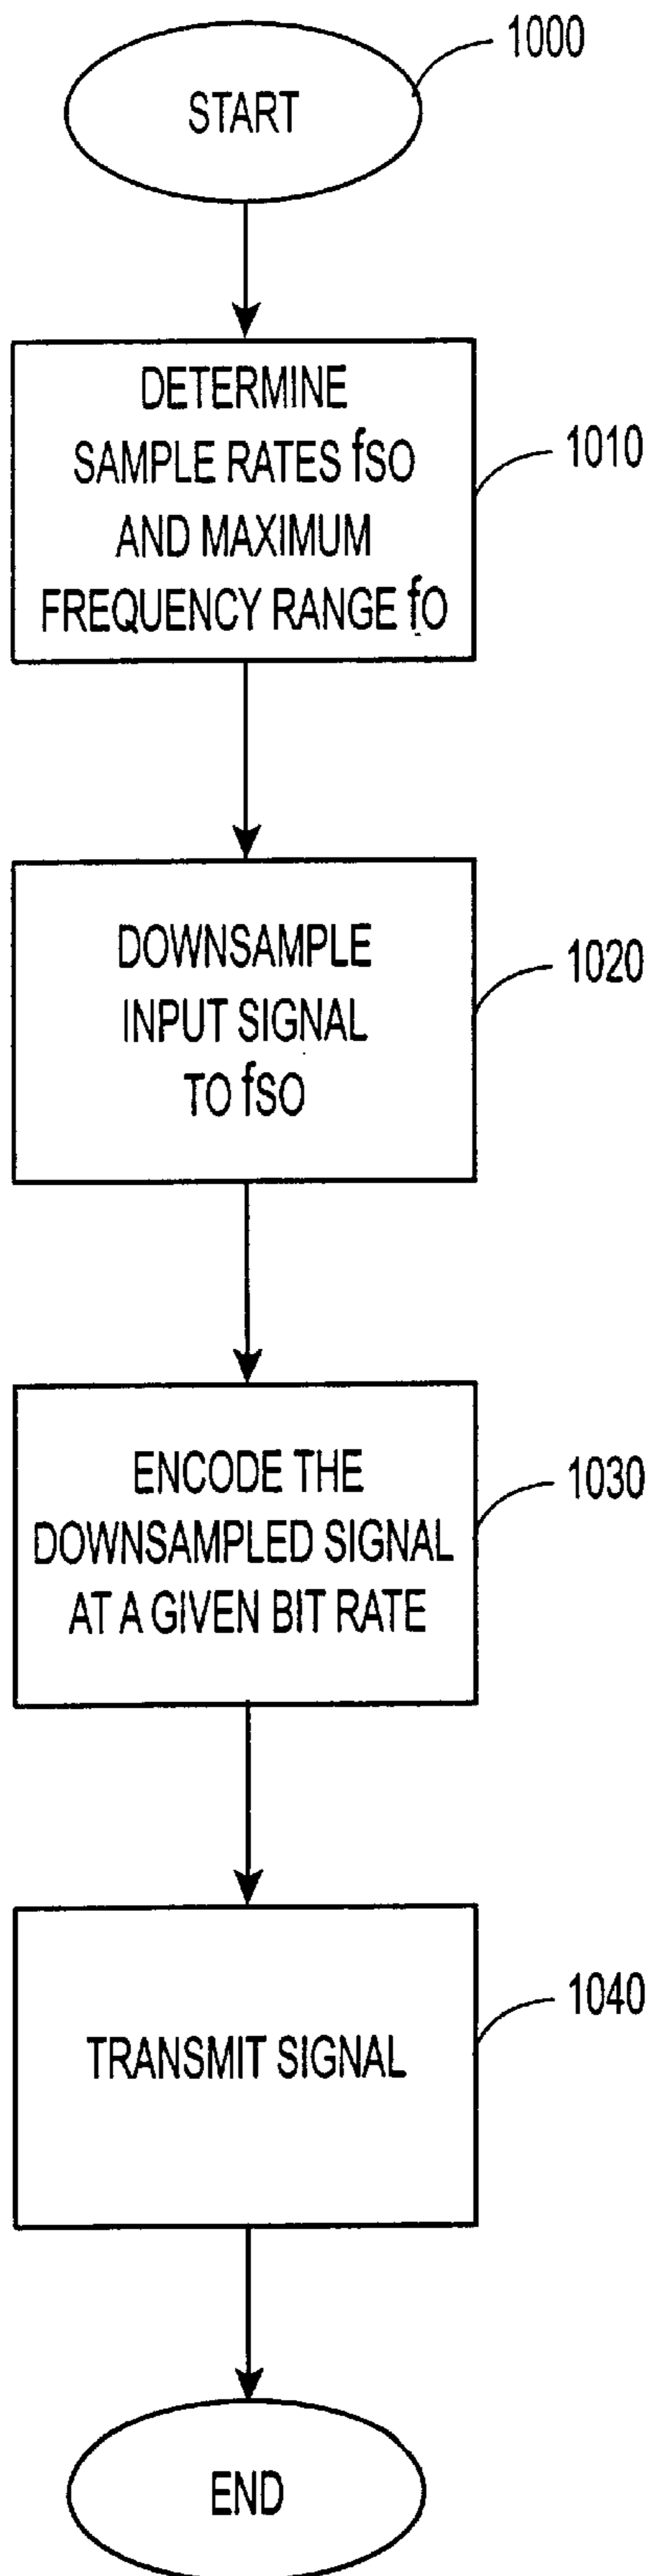 1000
START
DETERMINE
SAMPLE RATES fSO
AND MAXIMUM
FREQUENCY RANGE fO
1010
DOWNSAMPLE
INPUT SIGNAL
TO fSO
1020
ENCODE THE
DOWNSAMPLED SIGNAL
AT A GIVEN BIT RATE
1030
TRANSMIT SIGNAL
1040
END